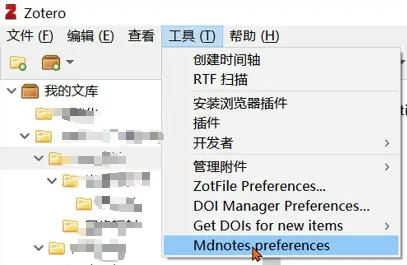 Zotero
文件 (F) 编辑 (E) 查看 工具 (T) 帮助 (H)
创建时间轴
RTF 扫描
安装浏览器插件
插件
开发者
管理附件
ZotFile Preferences...
DOI Manager Preferences...
Get DOIs for new items
Mdnotes preferences
我的文库